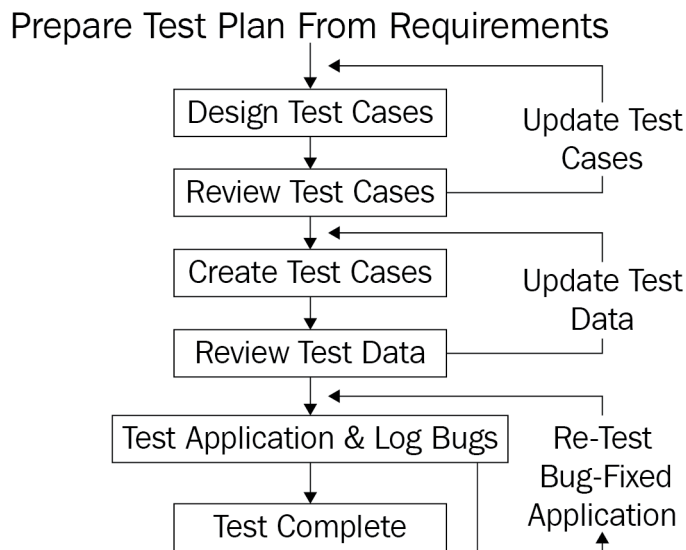 Prepare Test Plan From Requirements
Design Test Cases
Update Test
Cases
Review Test Cases
Create Test Cases
Update Test
Data
Review Test Data
Test Application & Log Bugs
Re-Test
Bug-Fixed
Application
Test Complete